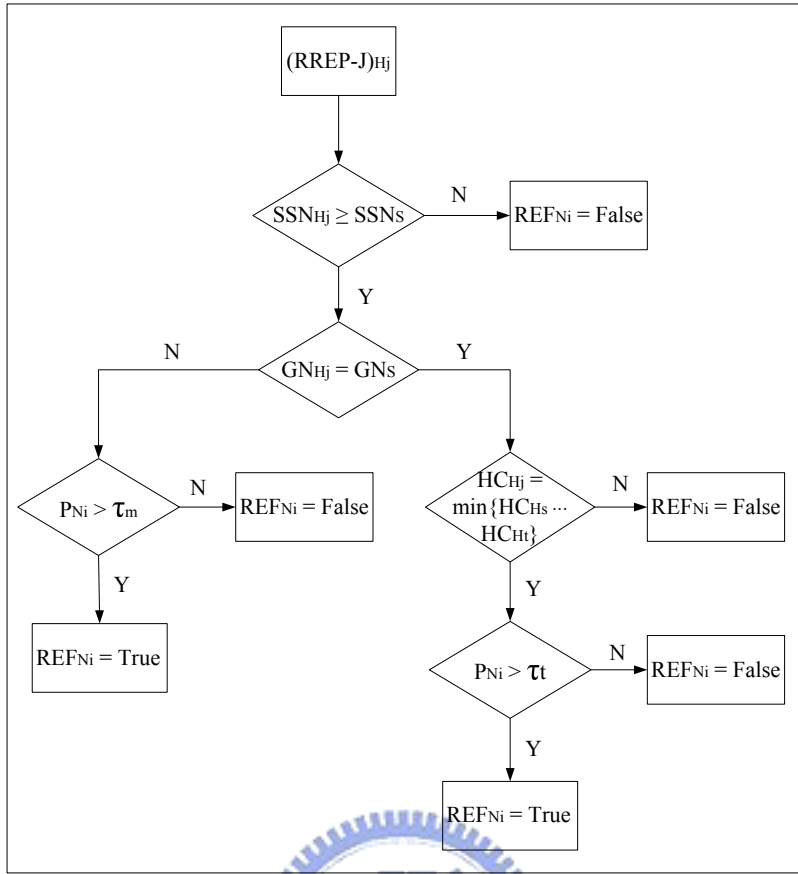 (RREP-J)Hj
SSNHj ≥ SSNS
N
REFNi = False
Y
N
GNHj = GNS
Y
PNi > τm
N
REFNi = False
HCHj =
min{HCHs ...
HCHt}
N
REFNi = False
Y
REFNi = True
Y
PNi > τt
N
REFNi = False
Y
REFNi = True